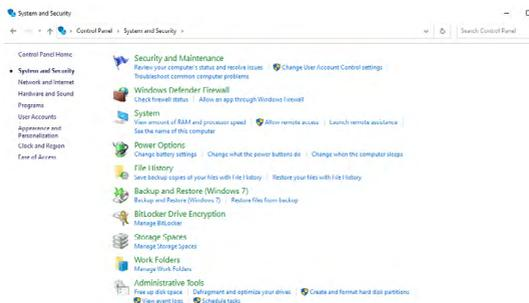 System and Security
Control Panel > System and Security >
Search Control Panel
Control Panel Home
System and Security
Network and Internet
Hardware and Sound
Programs
User Accounts
Appearance and
Personalization
Clock and Region
Ease of Access
Security and Maintenance
Review your computer's status and resolve issues | Change User Account Control settings
Troubleshoot common computer problems
Windows Defender Firewall
Check firewall status | Allow an app through Windows Firewall
System
View amount of RAM and processor speed | Allow remote access | Launch remote assistance
See the name of this computer
Power Options
Change battery settings | Change what the power buttons do | Change when the computer sleeps
File History
Save backup copies of your files with File History | Restore your files with File History
Backup and Restore (Windows 7)
Backup and Restore (Windows 7) | Restore files from backup
BitLocker Drive Encryption
Manage BitLocker
Storage Spaces
Manage Storage Spaces
Work Folders
Manage Work Folders
Administrative Tools
Free up disk space | Defragment and optimize your drives | Create and format hard disk partitions
View event logs | Schedule tasks